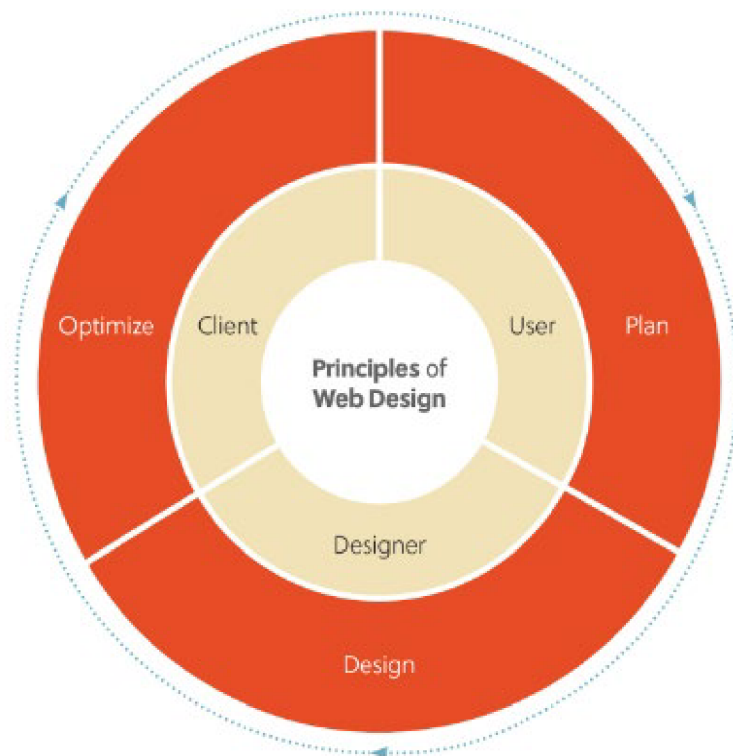 Optimize
Client
User
Plan
Principles of
Web Design
Designer
Design